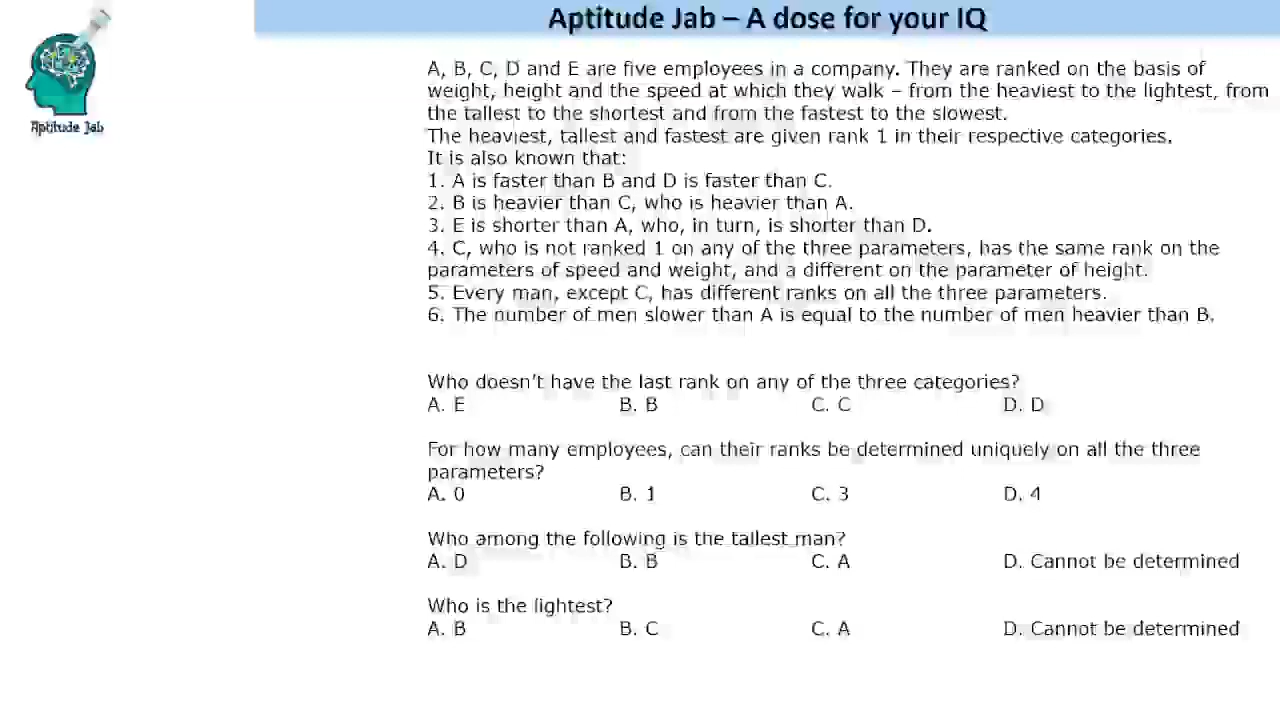 Aptitude Jab – A dose for your IQ
Aptitude Jab
A, B, C, D and E are five employees in a company. They are ranked on the basis of
weight, height and the speed at which they walk – from the heaviest to the lightest, from
the tallest to the shortest and from the fastest to the slowest.
The heaviest, tallest and fastest are given rank 1 in their respective categories.
It is also known that:
1. A is faster than B and D is faster than C.
2. B is heavier than C, who is heavier than A.
3. E is shorter than A, who, in turn, is shorter than D.
4. C, who is not ranked 1 on any of the three parameters, has the same rank on the
parameters of speed and weight, and a different on the parameter of height.
5. Every man, except C, has different ranks on all the three parameters.
6. The number of men slower than A is equal to the number of men heavier than B.
Who doesn't have the last rank on any of the three categories?
A. E B. B C. C D. D
For how many employees, can their ranks be determined uniquely on all the three
parameters?
A. 0 B. 1 C. 3 D. 4
Who among the following is the tallest man?
A. D B. B C. A D. Cannot be determined
Who is the lightest?
A. B B. C C. A D. Cannot be determined